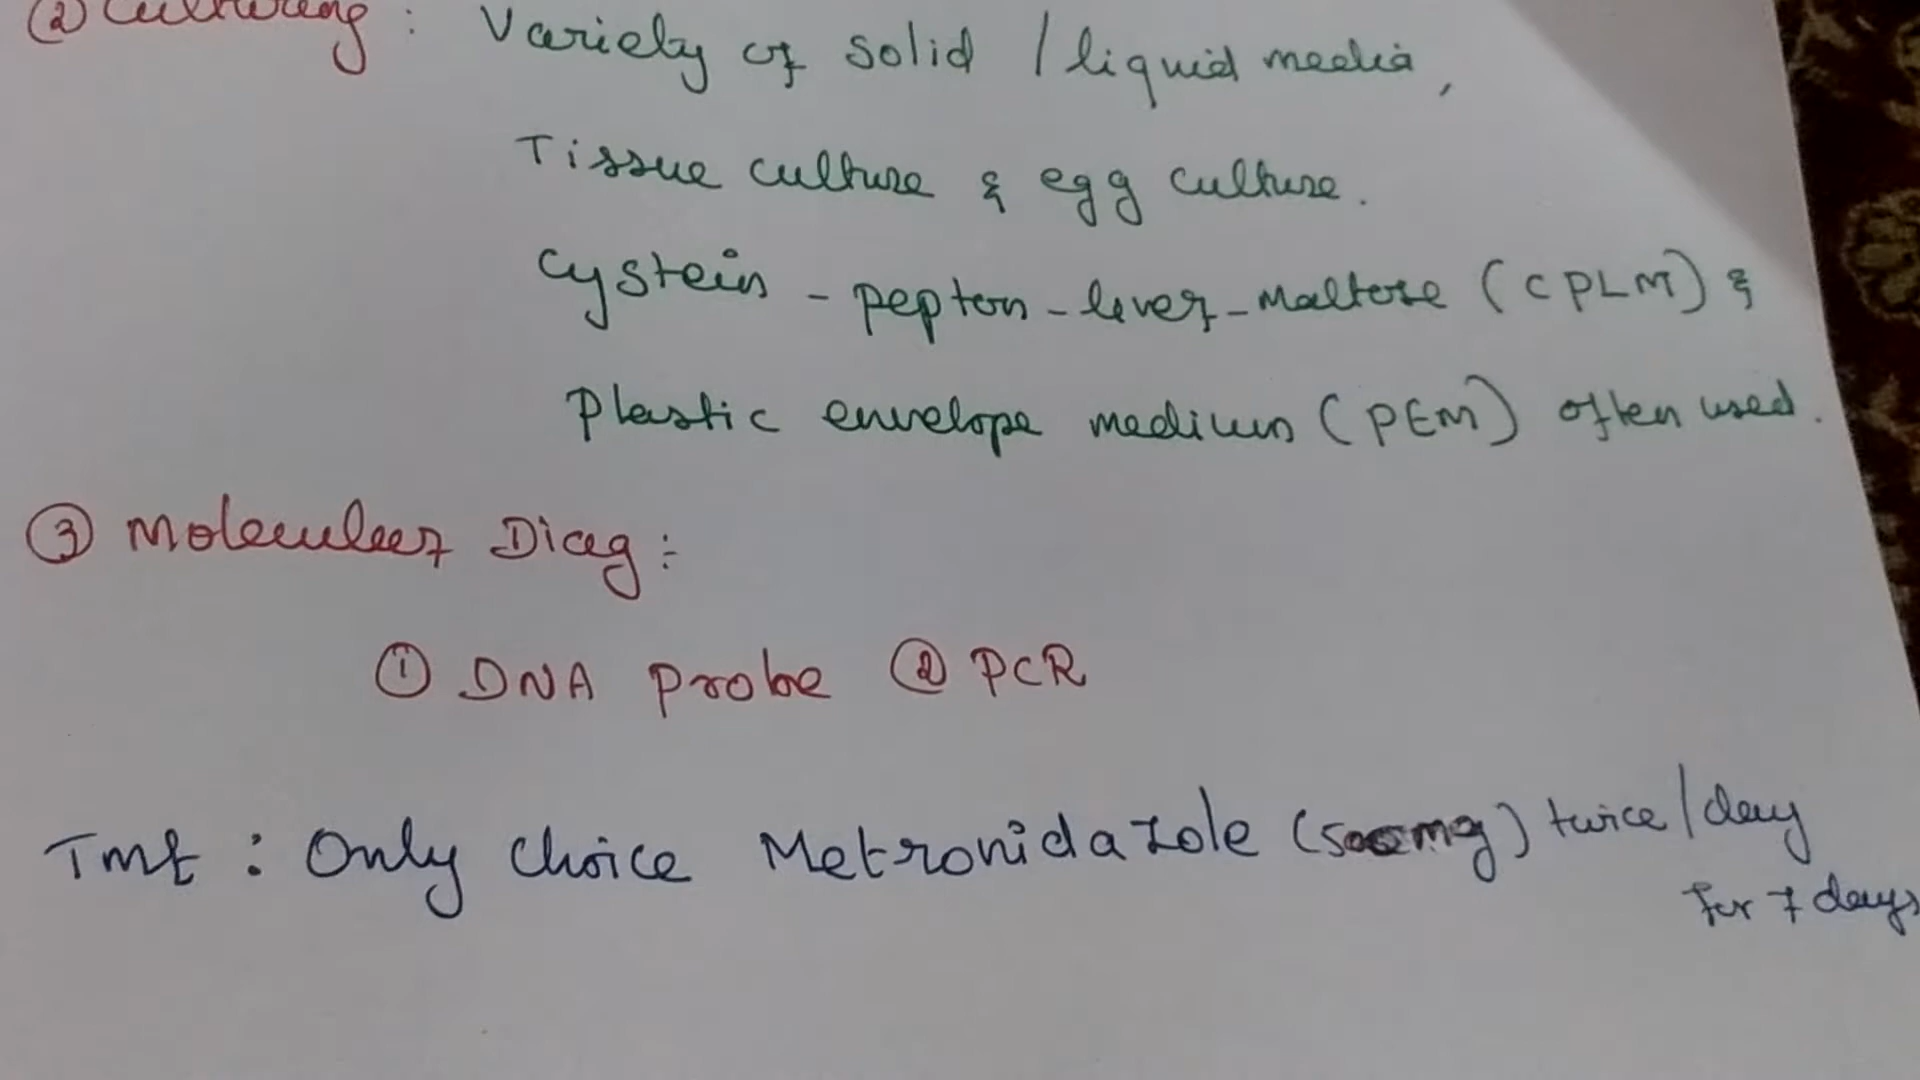 ② Culturing : Variety of solid / liquid media,
Tissue culture & egg culture.
Cystein - pepton - liver - Maltose (CPLM) &
Plastic envelope medium (PEM) often used.
③ Molecular Diag :-
① DNA probe ② PCR
Tmt : Only choice Metronidazole (500mg) twice/day
for 7 days